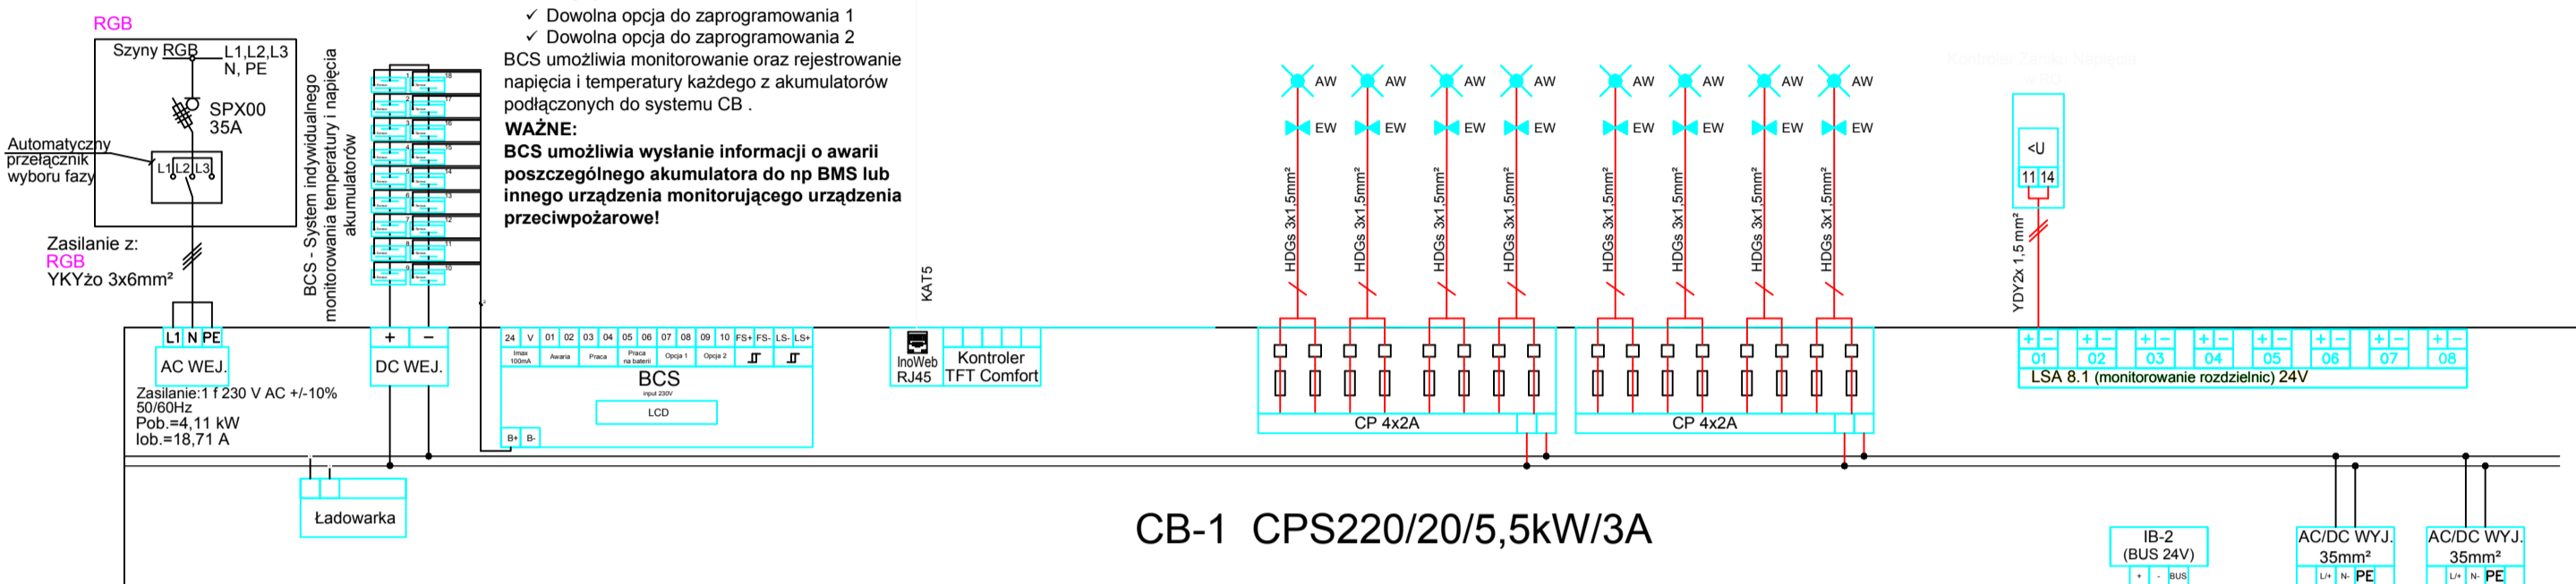 RGB
Szyny RGB
L1,L2,L3
N, PE
SPX00
35A
Automatyczny
przełącznik
wyboru fazy
L1 L2 L3
Zasilanie z:
RGB
YKYżo 3x6mm²
BCS - System indywidualnego
monitorowania temperatury i napięcia
akumulatorów
✓ Dowolna opcja do zaprogramowania 1
✓ Dowolna opcja do zaprogramowania 2
BCS umożliwia monitorowanie oraz rejestrowanie
napięcia i temperatury każdego z akumulatorów
podłączonych do systemu CB .
WAŻNE:
BCS umożliwia wysłanie informacji o awarii
poszczególnego akumulatora do np BMS lub
innego urządzenia monitorującego urządzenia
przeciwpożarowe!
KAT5
AW AW AW AW AW AW AW AW
EW EW EW EW EW EW EW EW
HDGs 3x1,5mm² HDGs 3x1,5mm² HDGs 3x1,5mm² HDGs 3x1,5mm² HDGs 3x1,5mm² HDGs 3x1,5mm² HDGs 3x1,5mm² HDGs 3x1,5mm²
<U
11 14
YDY2x 1,5mm²
L1 N PE
AC WEJ.
Zasilanie:1 f 230 V AC +/-10%
50/60Hz
Pob.=4,11 kW
Iob.=18,71 A
+ −
DC WEJ.
24 V 01 02 03 04 05 06 07 08 09 10 FS+ FS- LS- LS+
Imax
100mA
Awaria
Praca
Praca
na baterii
Opcja 1
Opcja 2
BCS
input 230V
LCD
B+ B-
InoWeb
RJ45
Kontroler
TFT Comfort
CP 4x2A
CP 4x2A
+ − + − + − + − + − + − + − + −
01 02 03 04 05 06 07 08
LSA 8.1 (monitorowanie rozdzielnic) 24V
Ładowarka
CB-1 CPS220/20/5,5kW/3A
IB-2
(BUS 24V)
+ - BUS
AC/DC WYJ.
35mm²
L/+ N- PE
AC/DC WYJ.
35mm²
L/+ N- PE